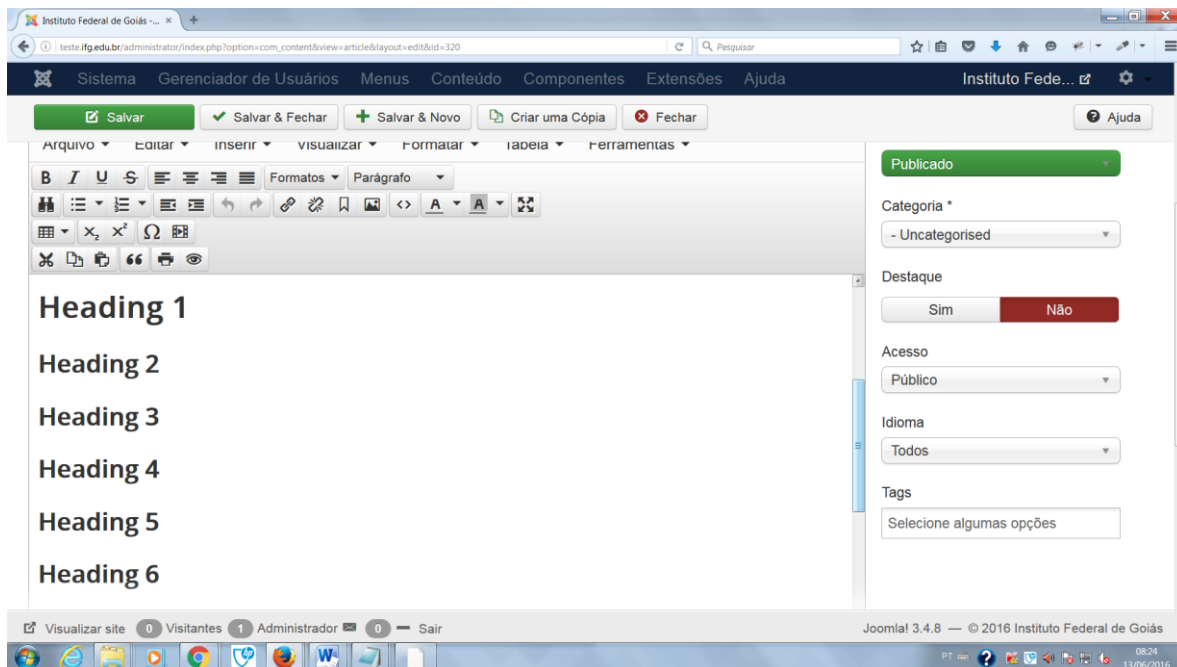 Instituto Federal de Goiás -... × +
teste.ifg.edu.br/administrator/index.php?option=com_content&view=article&layout=edit&id=320 Pesquisar
Sistema Gerenciador de Usuários Menus Conteúdo Componentes Extensões Ajuda Instituto Fede...
Salvar Salvar & Fechar Salvar & Novo Criar uma Cópia Fechar Ajuda
Arquivo Editar Inserir Visualizar Formatar Tabela Ferramentas
B I U S Formatos Parágrafo
A A
x₂ x² Ω
Publicado
Categoria *
- Uncategorised
Destaque
Sim Não
Acesso
Público
Idioma
Todos
Tags
Selecione algumas opções
Heading 1
Heading 2
Heading 3
Heading 4
Heading 5
Heading 6
Visualizar site 0 Visitantes 1 Administrador 0 Sair Joomla! 3.4.8 — © 2016 Instituto Federal de Goiás
PT 08:24
13/06/2016